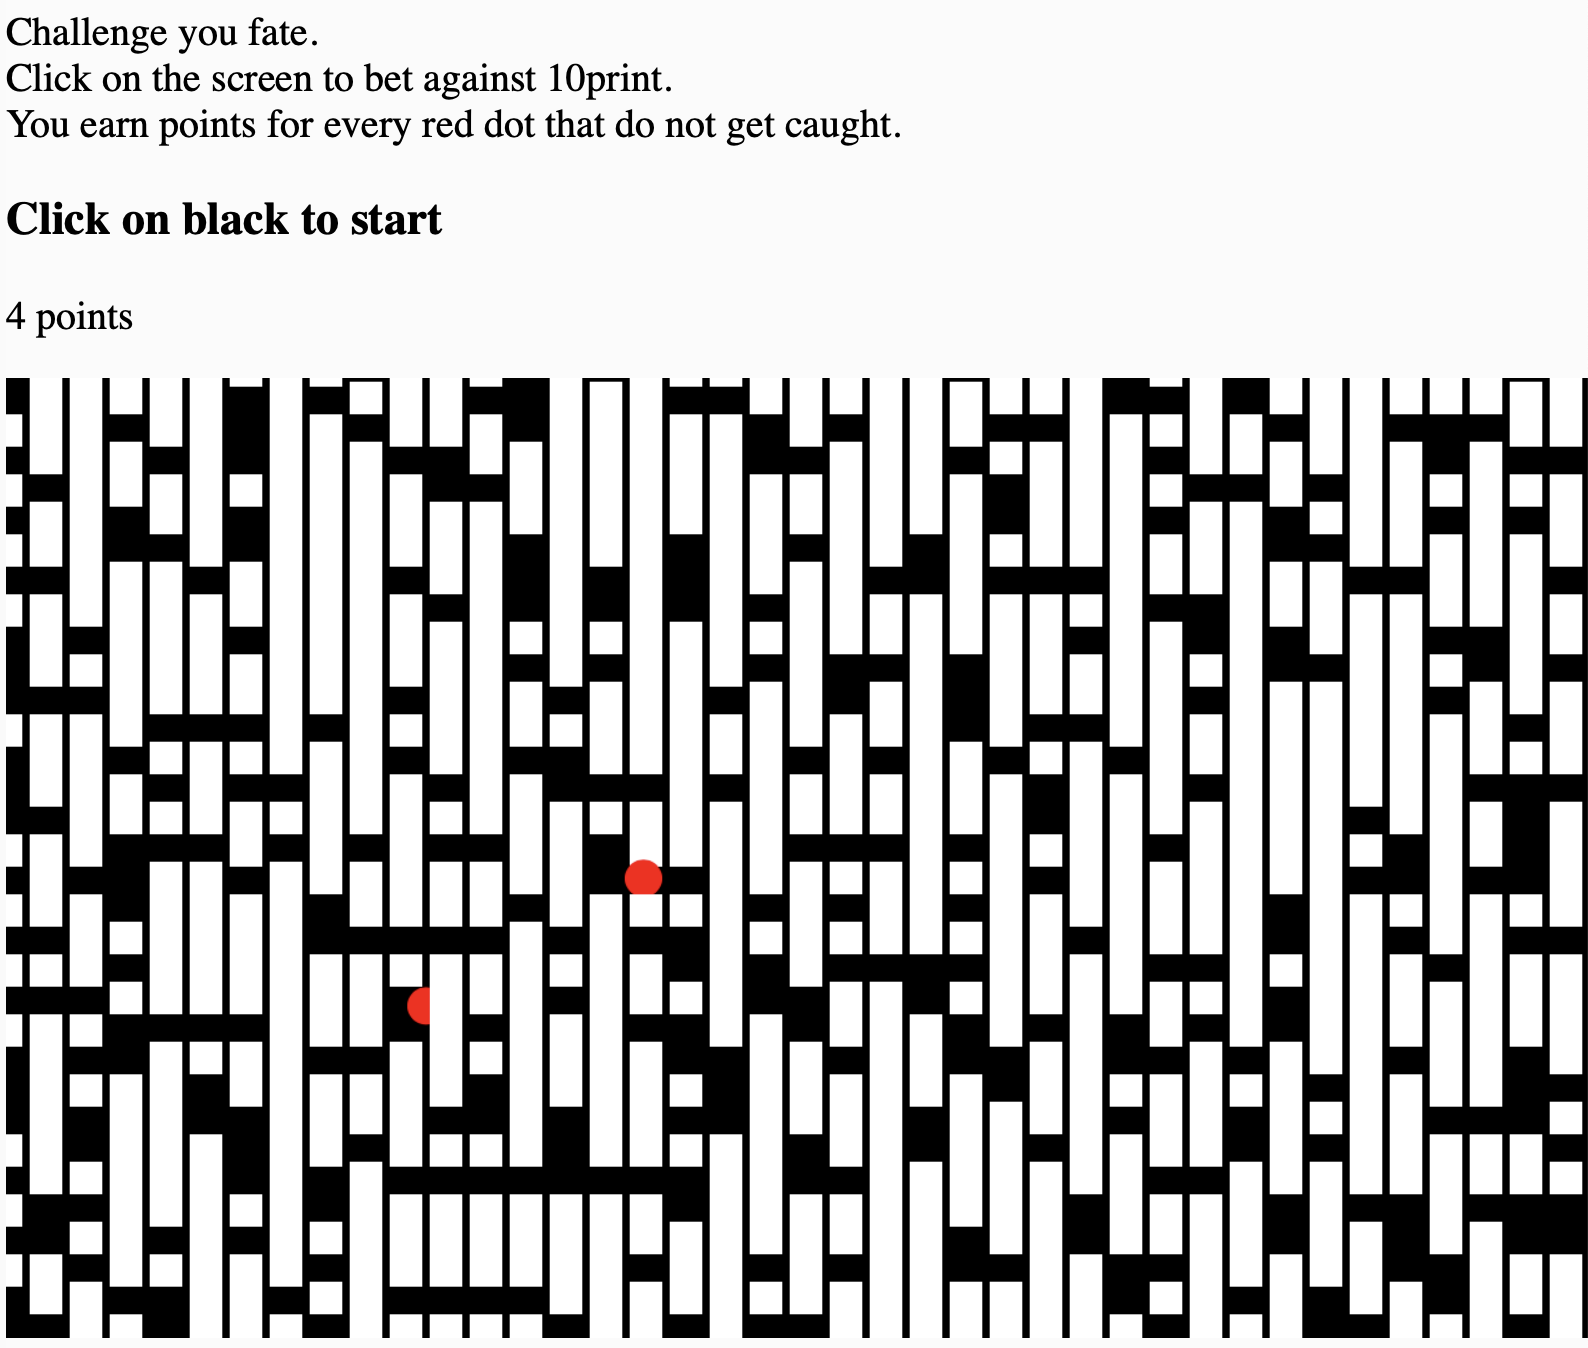 Challenge you fate.
Click on the screen to bet against 10print.
You earn points for every red dot that do not get caught.
Click on black to start
4 points